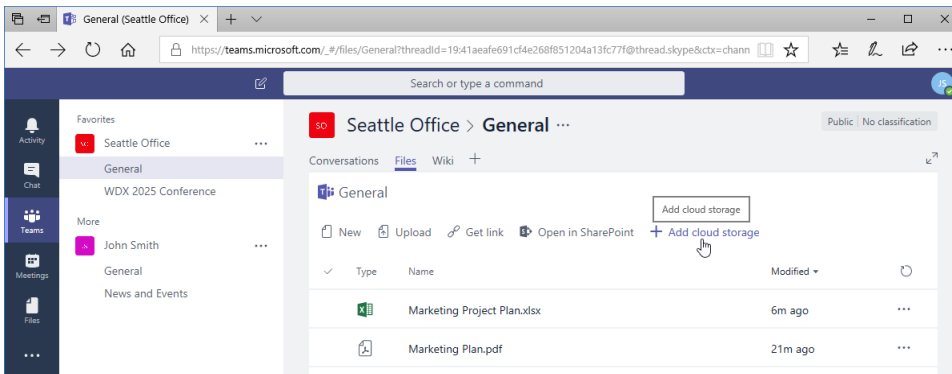 General (Seattle Office)
https://teams.microsoft.com/_#/files/General?threadId=19:41aeafe691cf4e268f851204a13fc77f@thread.skype&ctx=chann
Search or type a command
JS
Activity
Chat
Teams
Meetings
Files
Favorites
Seattle Office
General
WDX 2025 Conference
More
John Smith
General
News and Events
SO Seattle Office > General
Public No classification
Conversations Files Wiki
General
Add cloud storage
New Upload Get link Open in SharePoint Add cloud storage
Type Name Modified
Marketing Project Plan.xlsx 6m ago
Marketing Plan.pdf 21m ago